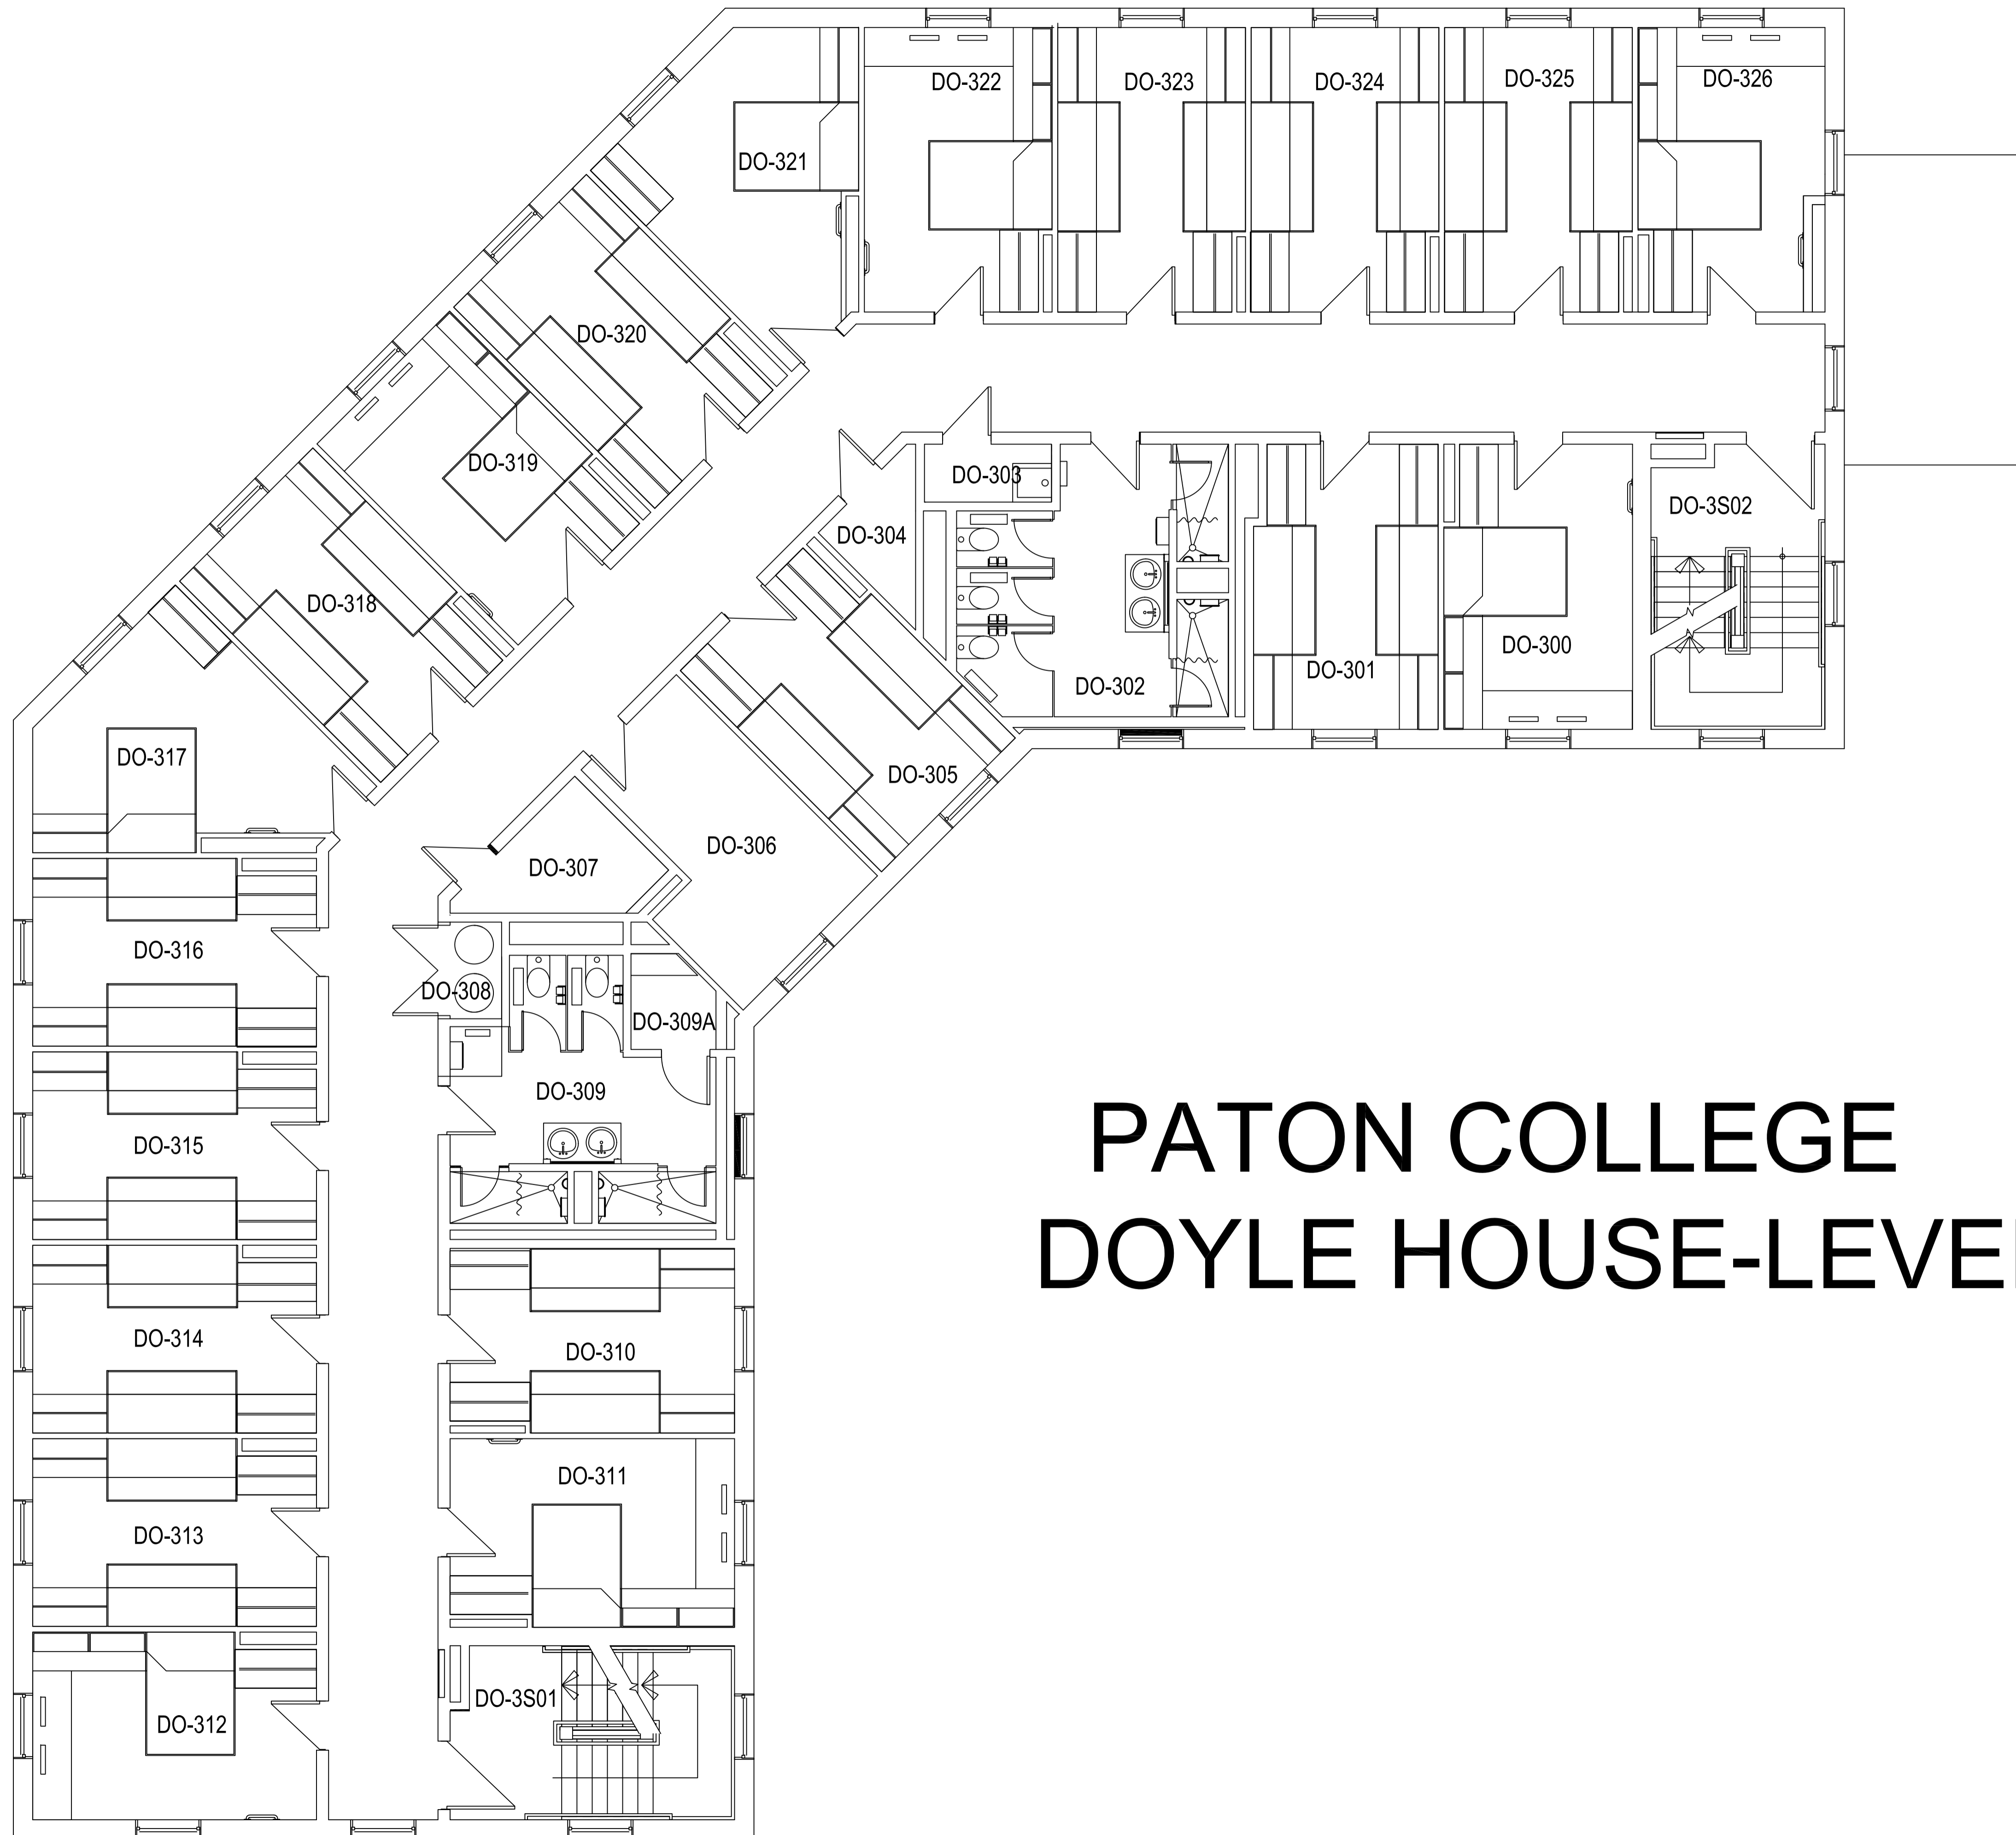 DO-322
DO-323
DO-324
DO-325
DO-326
DO-321
DO-320
DO-319
DO-303
DO-3S02
DO-304
DO-318
DO-300
DO-301
DO-302
DO-317
DO-305
DO-306
DO-307
DO-316
DO-308
DO-309A
DO-309
DO-315
PATON COLLEGE
DOYLE HOUSE-LEVE
DO-314
DO-310
DO-311
DO-313
DO-3S01
DO-312